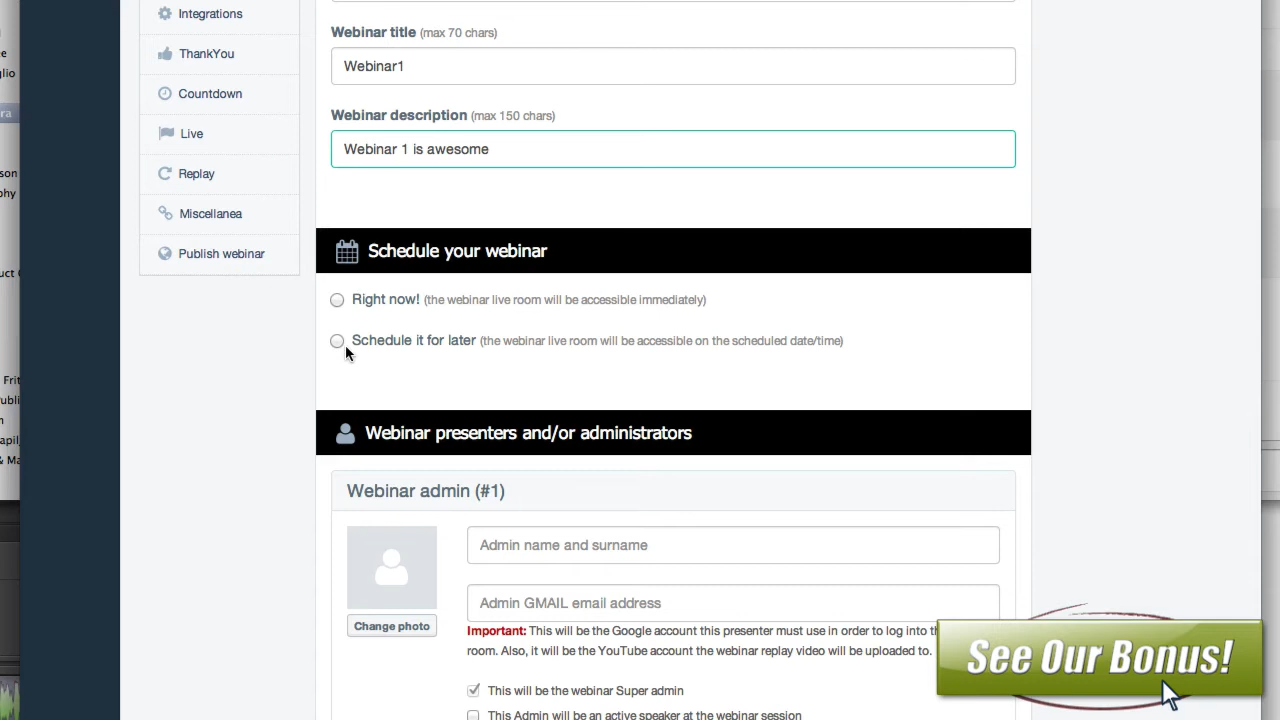 Integrations
ThankYou
Countdown
Live
Replay
Miscellanea
Publish webinar
Webinar title (max 70 chars)
Webinar1
Webinar description (max 150 chars)
Webinar 1 is awesome
Schedule your webinar
Right now! (the webinar live room will be accessible immediately)
Schedule it for later (the webinar live room will be accessible on the scheduled date/time)
Webinar presenters and/or administrators
Webinar admin (#1)
Admin name and surname
Admin GMAIL email address
Change photo
Important: This will be the Google account this presenter must use in order to log into th
room. Also, it will be the YouTube account the webinar replay video will be uploaded to.
This will be the webinar Super admin
This Admin will be an active speaker at the webinar session
See Our Bonus!